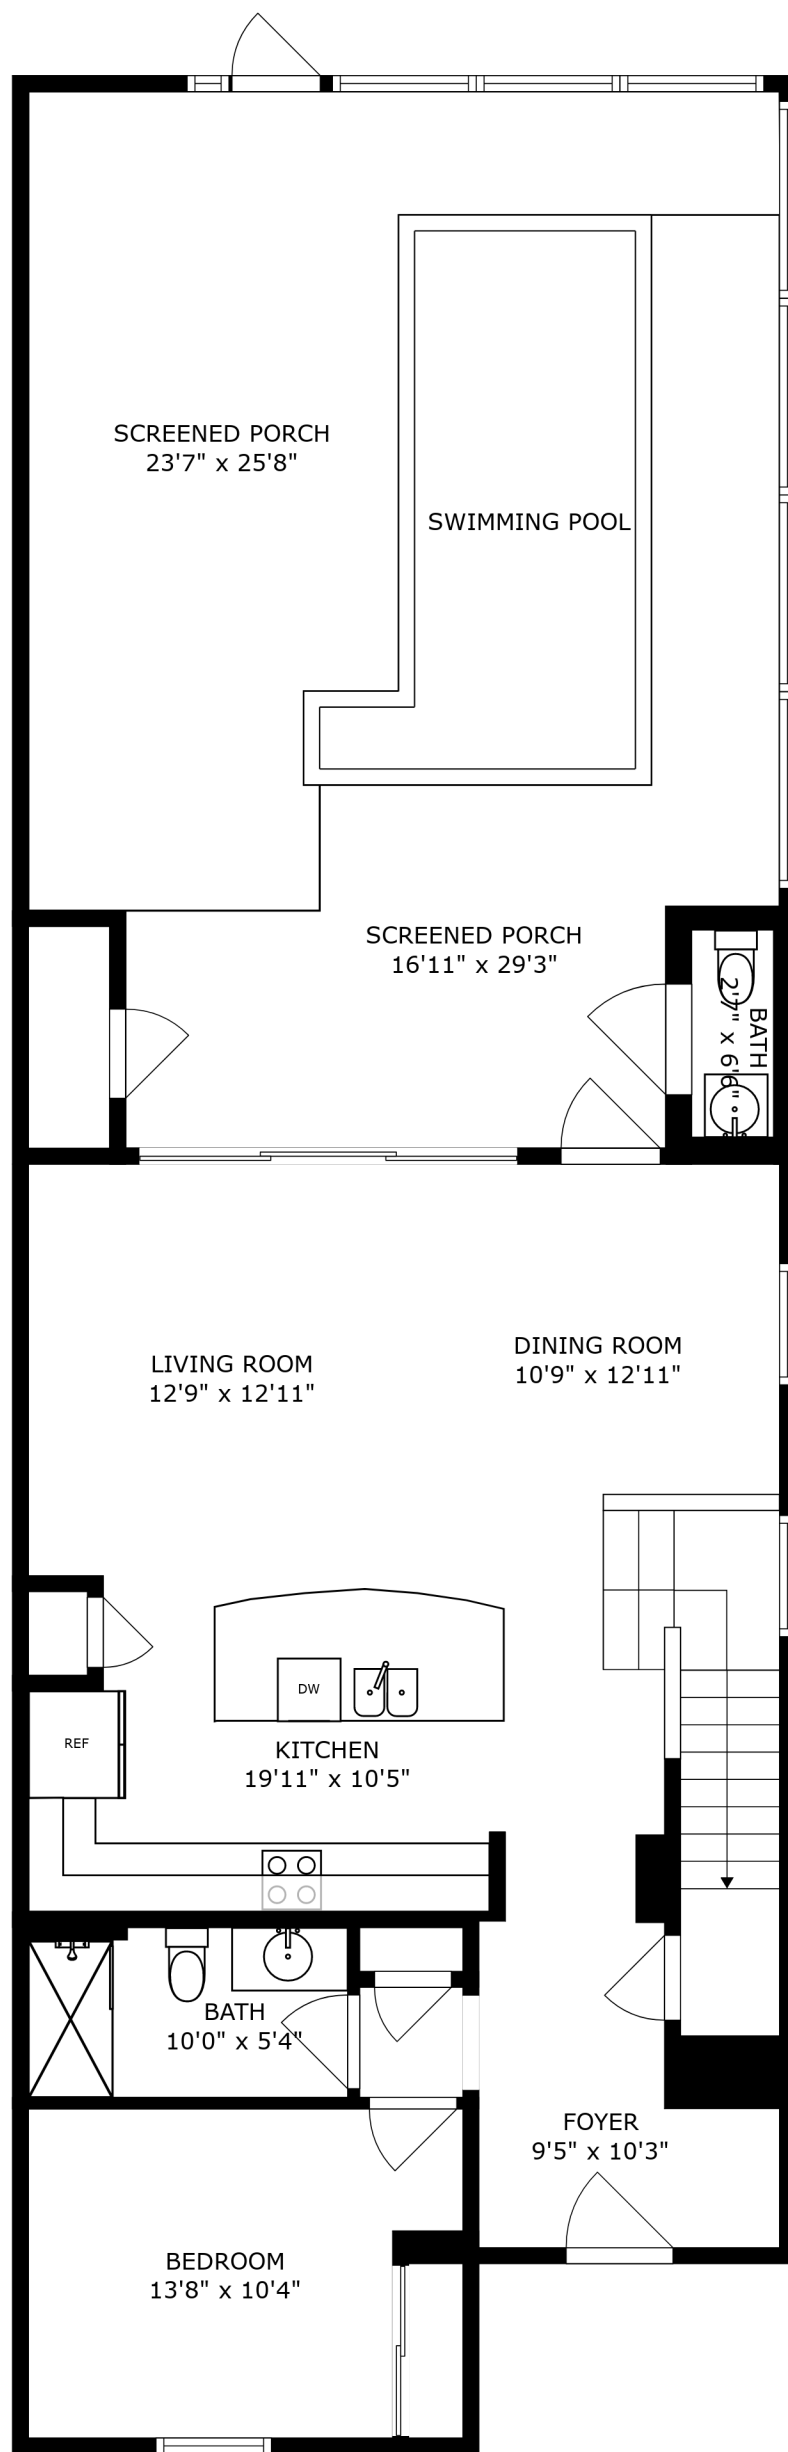 SCREENED PORCH
23'7" x 25'8"
SWIMMING POOL
SCREENED PORCH
16'11" x 29'3"
BATH
2'7" x 6'6"
LIVING ROOM
12'9" x 12'11"
DINING ROOM
10'9" x 12'11"
DW
REF
KITCHEN
19'11" x 10'5"
BATH
10'0" x 5'4"
FOYER
9'5" x 10'3"
BEDROOM
13'8" x 10'4"